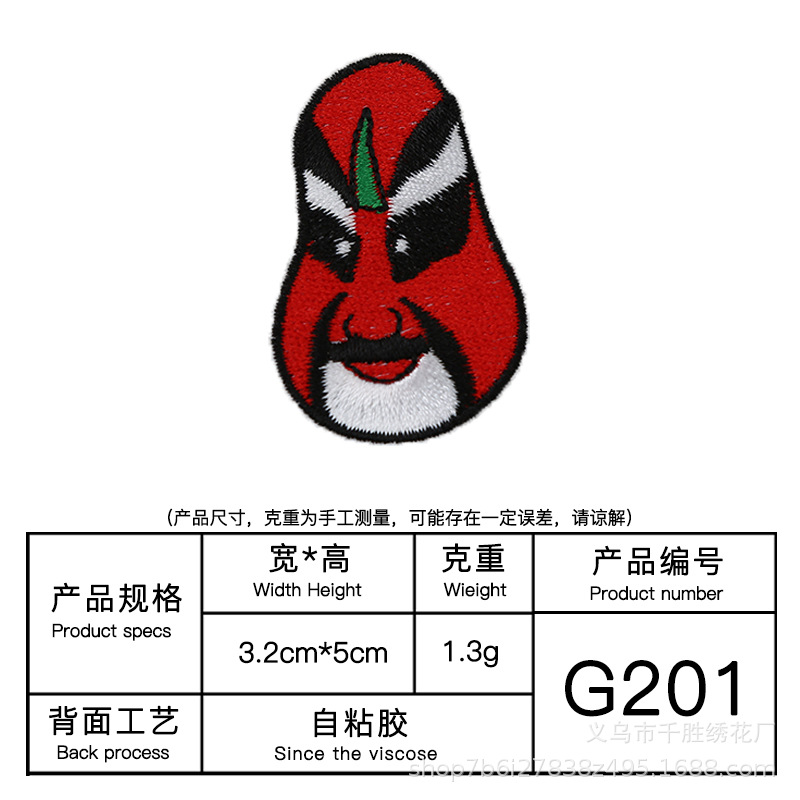 （产品尺寸，克重为手工测量，可能存在一定误差，请谅解）
产品规格
Product specs
宽*高
Width Height
克重
Wieight
产品编号
Product number
3.2cm*5cm
1.3g
G201
背面工艺
Back process
自粘胶
Since the viscose
义乌市千胜绣花厂
shop7b6i27838z495.1688.com